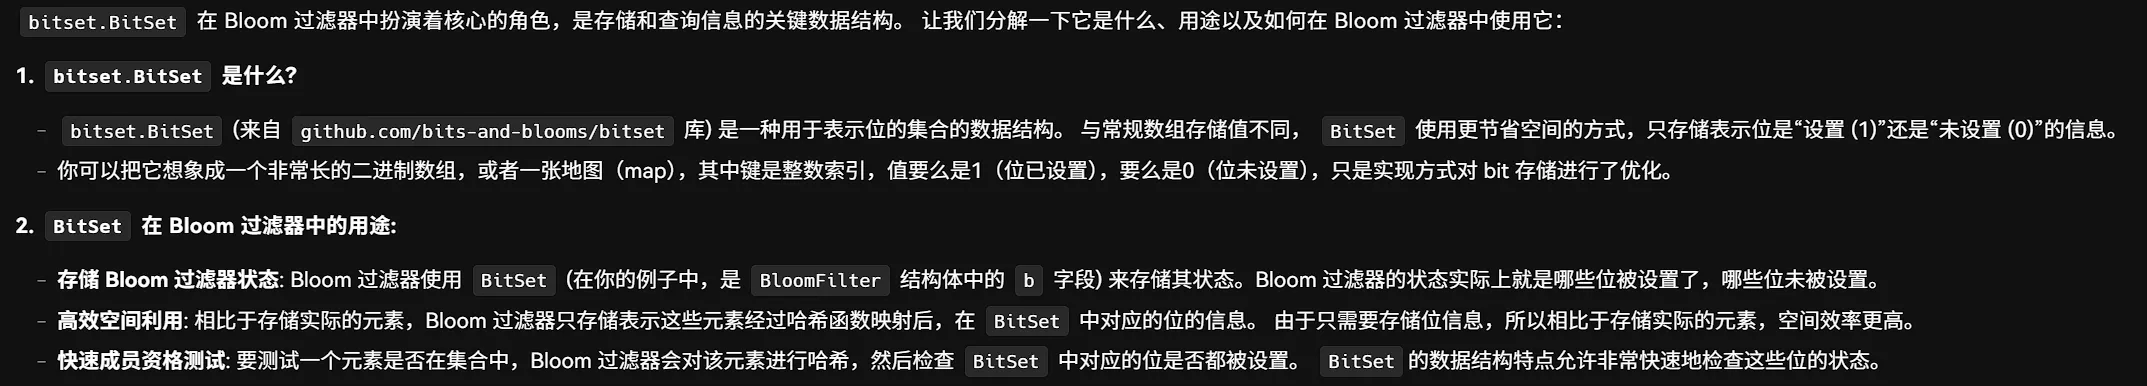 bitset.BitSet 在 Bloom 过滤器中扮演着核心的角色，是存储和查询信息的关键数据结构。 让我们分解一下它是什么、用途以及如何在 Bloom 过滤器中使用它：
1. bitset.BitSet 是什么?
- bitset.BitSet (来自 github.com/bits-and-blooms/bitset 库) 是一种用于表示位的集合的数据结构。 与常规数组存储值不同， BitSet 使用更节省空间的方式，只存储表示位是“设置 (1)”还是“未设置 (0)”的信息。
- 你可以把它想象成一个非常长的二进制数组，或者一张地图（map），其中键是整数索引，值要么是1（位已设置），要么是0（位未设置），只是实现方式对 bit 存储进行了优化。
2. BitSet 在 Bloom 过滤器中的用途:
- 存储 Bloom 过滤器状态: Bloom 过滤器使用 BitSet (在你的例子中，是 BloomFilter 结构体中的 b 字段) 来存储其状态。Bloom 过滤器的状态实际上就是哪些位被设置了，哪些位未被设置。
- 高效空间利用: 相比于存储实际的元素，Bloom 过滤器只存储表示这些元素经过哈希函数映射后，在 BitSet 中对应的位的信息。 由于只需要存储位信息，所以相比于存储实际的元素，空间效率更高。
- 快速成员资格测试: 要测试一个元素是否在集合中，Bloom 过滤器会对该元素进行哈希，然后检查 BitSet 中对应的位是否都被设置。 BitSet 的数据结构特点允许非常快速地检查这些位的状态。